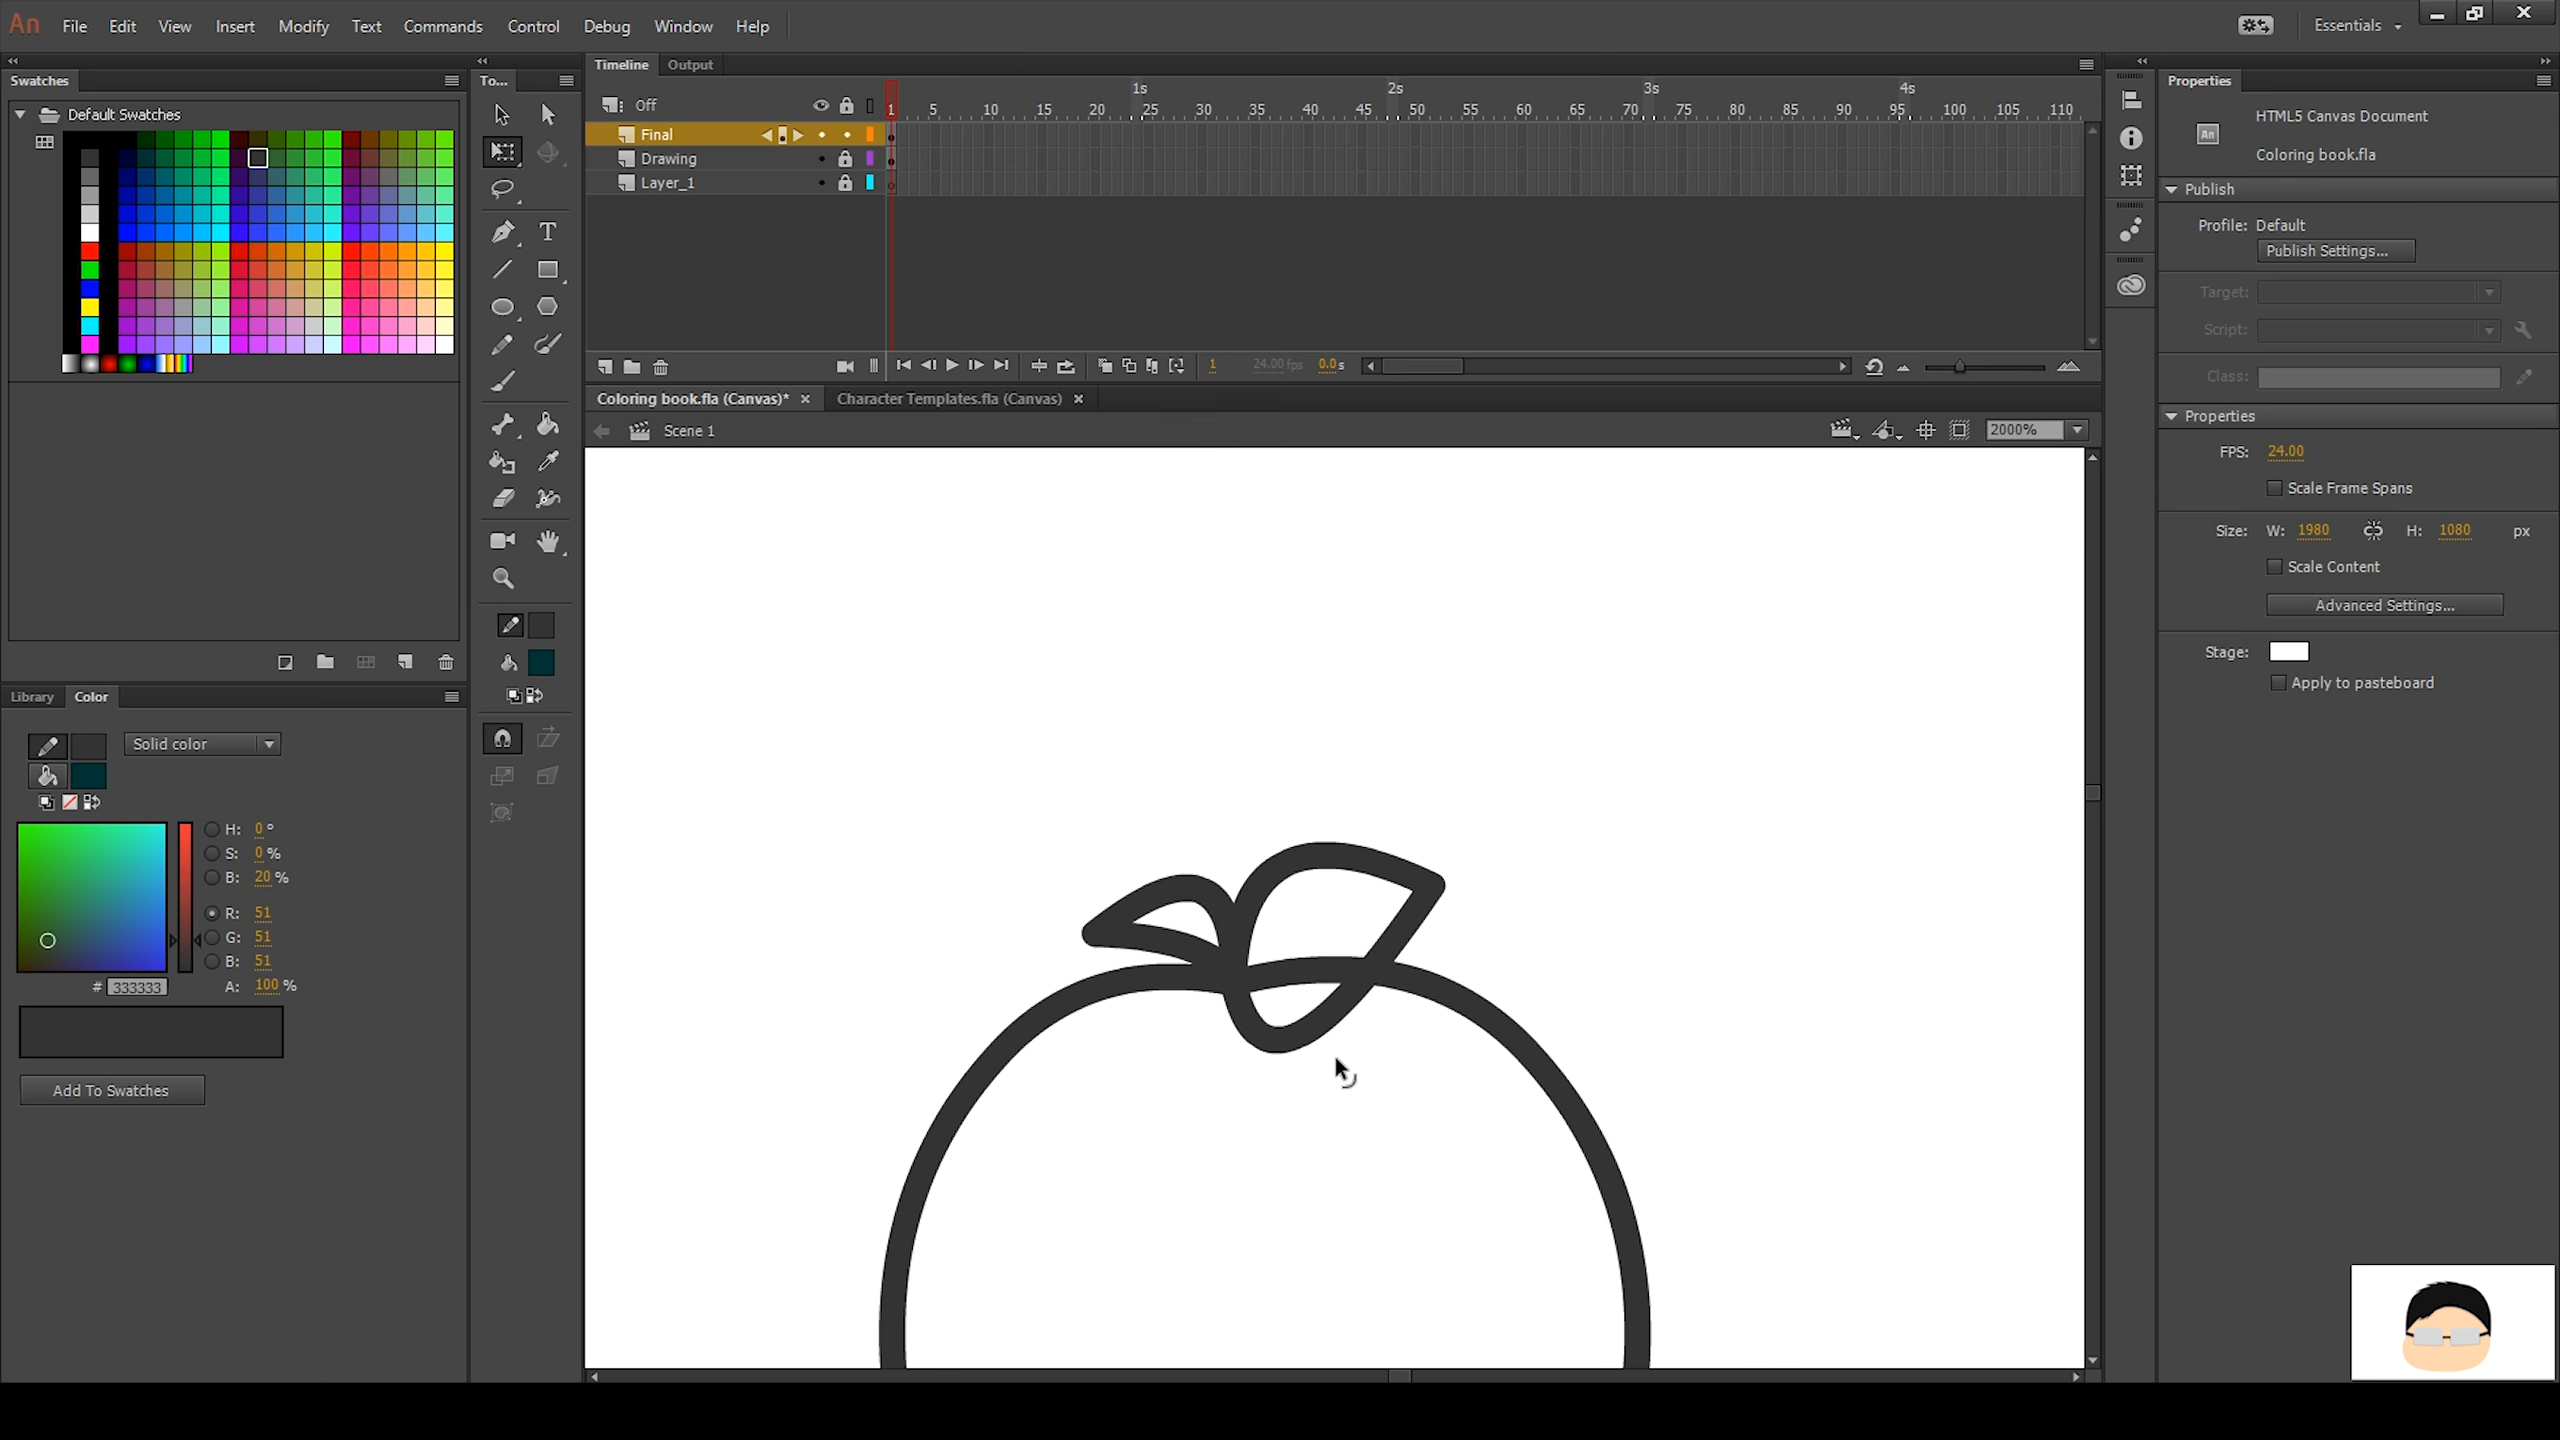 An File Edit View Insert Modify Text Commands Control Debug Window Help Essentials
Swatches To... Timeline Output Properties
Default Swatches
Off 1s 2s 3s 4s
1 5 10 15 20 25 30 35 40 45 50 55 60 65 70 75 80 85 90 95 100 105 110
Final
Drawing
Layer_1
1 24.00 fps 0.0 s
Coloring book.fla (Canvas)* × Character Templates.fla (Canvas) ×
Scene 1 2000%
Library Color
Solid color
H: 0 °
S: 0 %
B: 20 %
R: 51
G: 51
B: 51
# 333333 A: 100 %
Add To Swatches
HTML5 Canvas Document
An
Coloring book.fla
Publish
Profile: Default
Publish Settings...
Target:
Script:
Class:
Properties
FPS: 24.00
Scale Frame Spans
Size: W: 1980 H: 1080 px
Scale Content
Advanced Settings...
Stage:
Apply to pasteboard